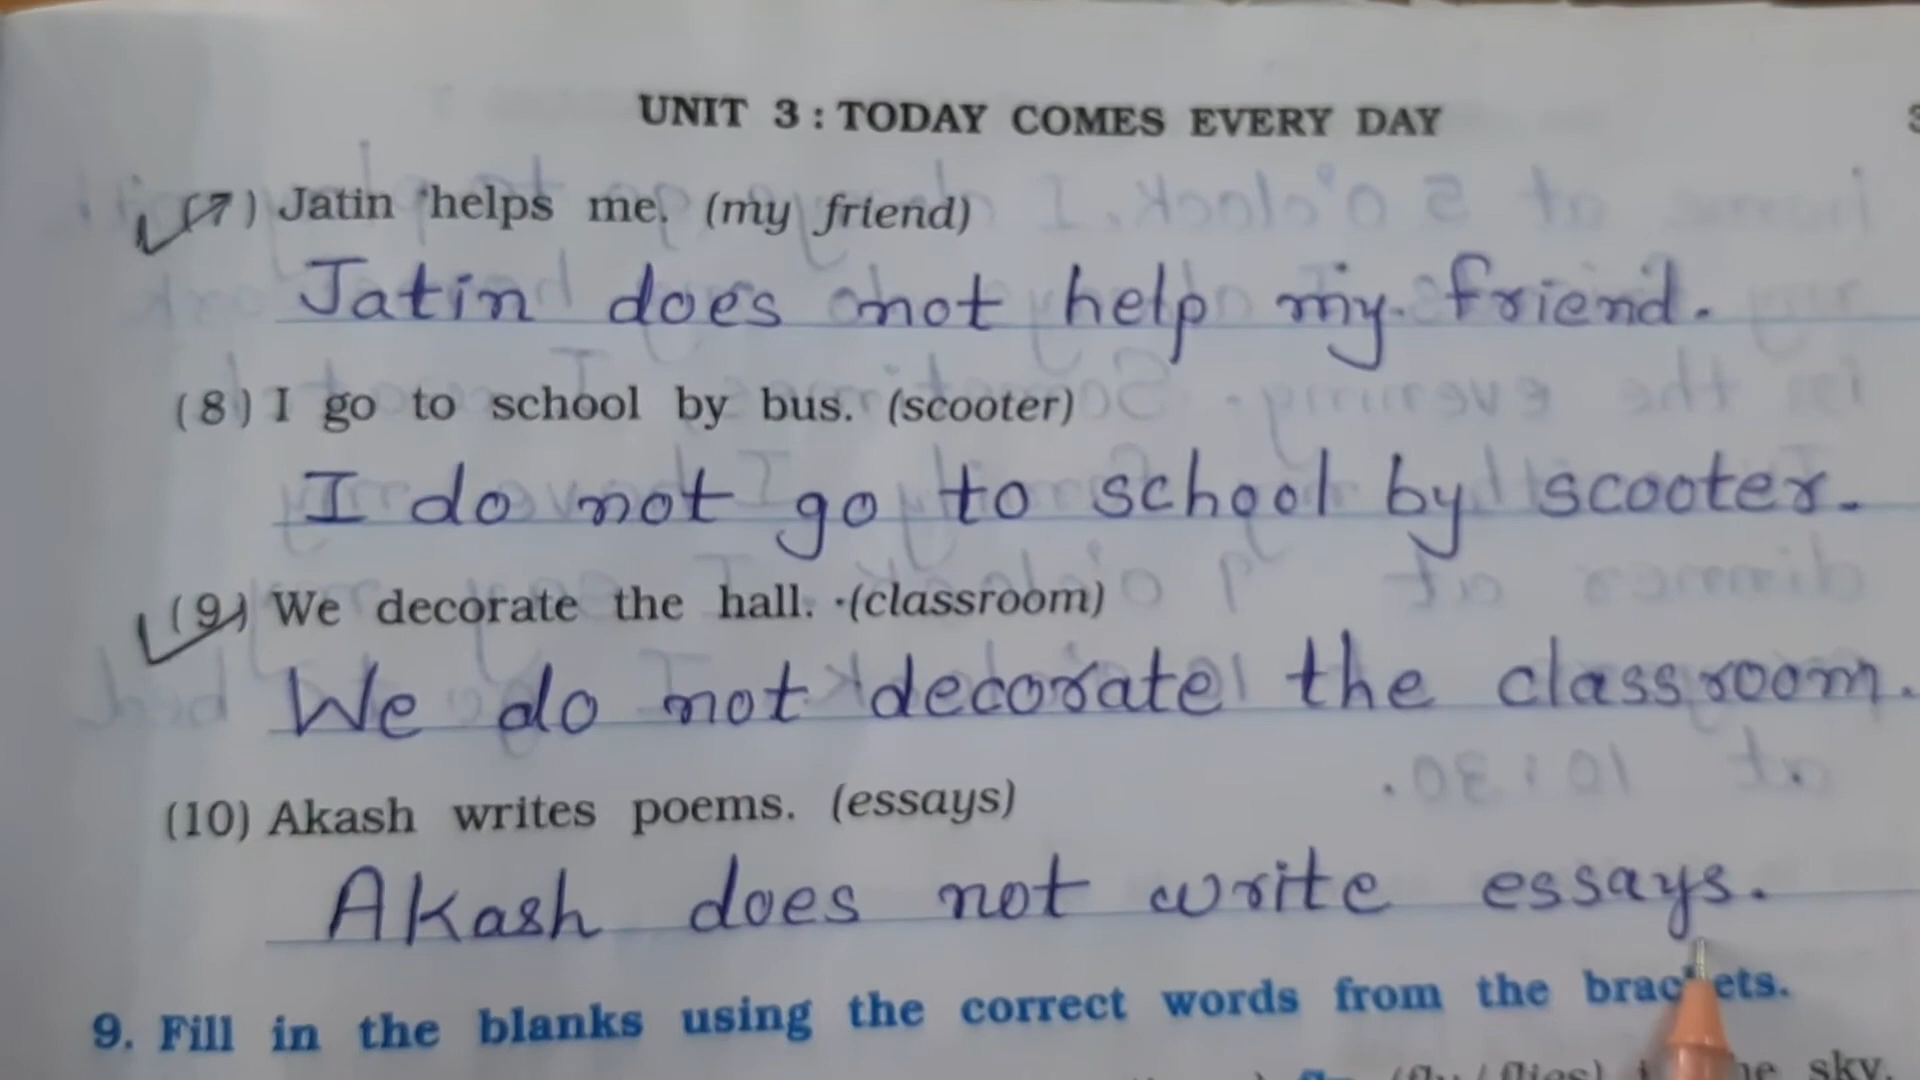 UNIT 3 : TODAY COMES EVERY DAY
(7) Jatin helps me. (my friend)
Jatin does not help my friend.
(8) I go to school by bus. (scooter)
I do not go to school by scooter.
(9) We decorate the hall. (classroom)
We do not decorate the classroom.
(10) Akash writes poems. (essays)
Akash does not write essays.
9. Fill in the blanks using the correct words from the brackets.
sky.